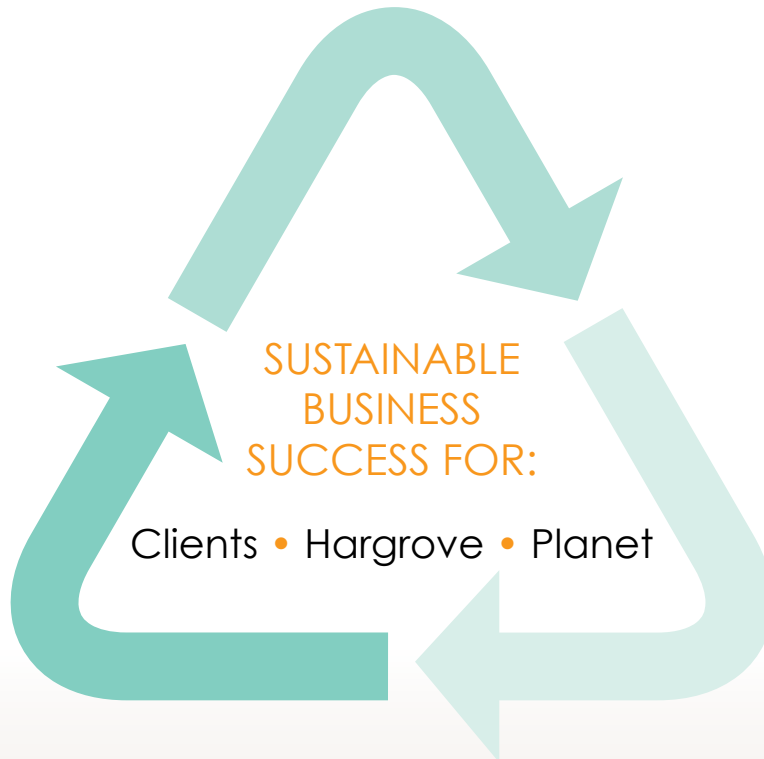 SUSTAINABLE
BUSINESS
SUCCESS FOR:
Clients • Hargrove • Planet